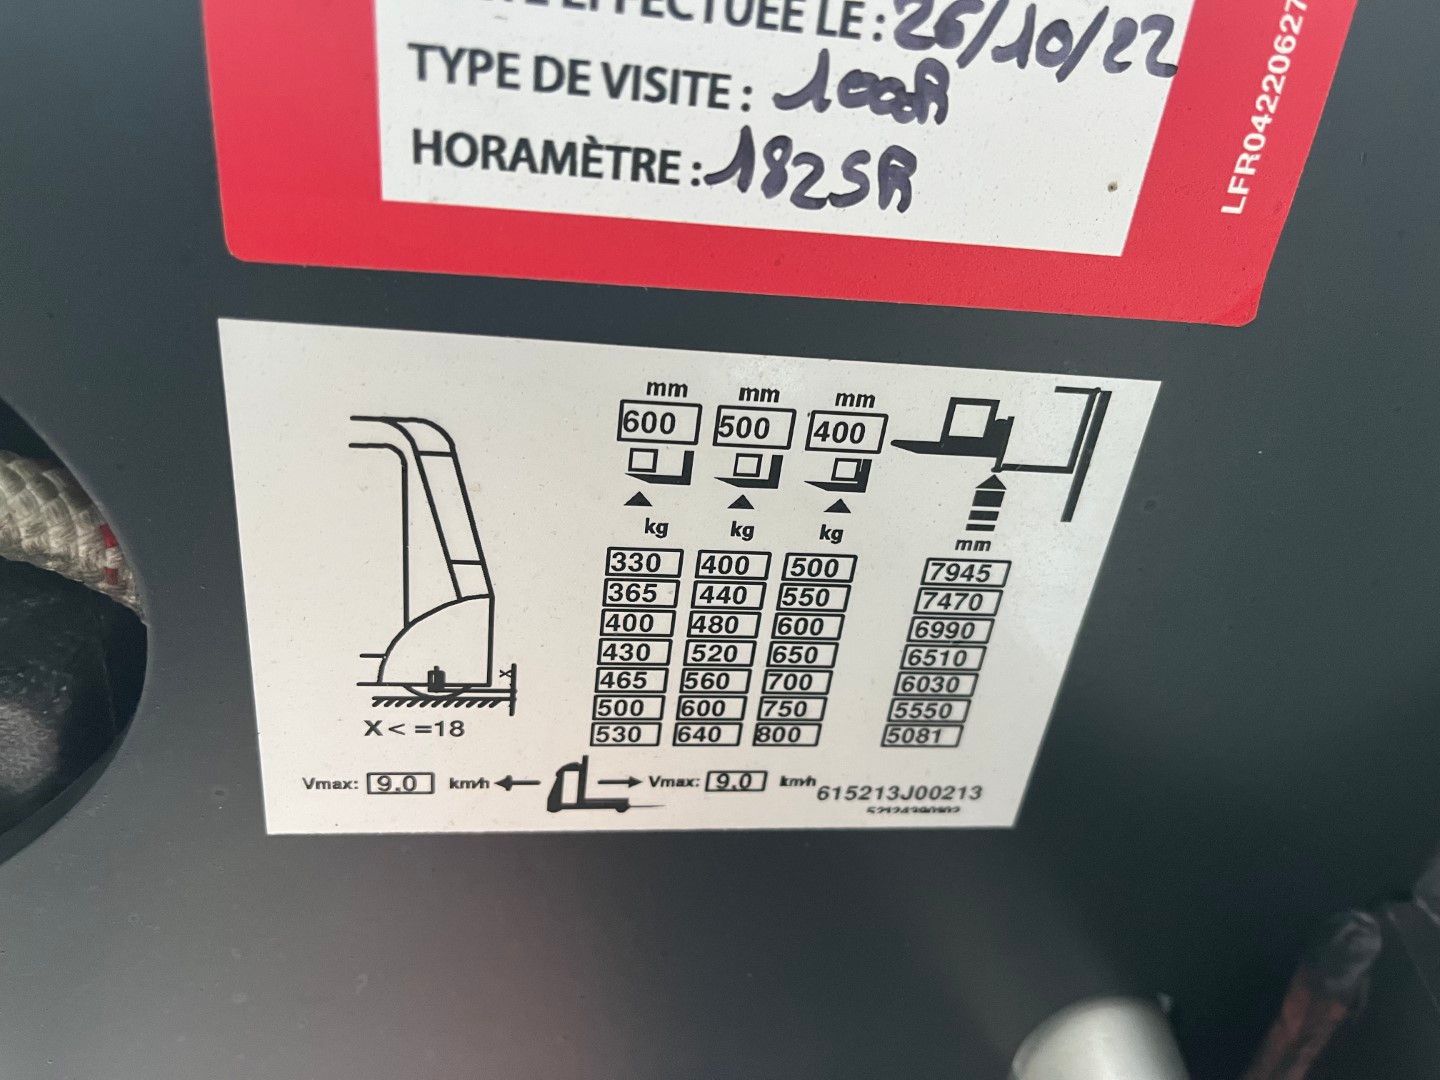 EFFECTUÉE LE : 26/10/22
TYPE DE VISITE : 1000h
HORAMÈTRE : 1825h
LFR04220627
mm mm mm
600 500 400
kg kg kg mm
330 400 500 7945
365 440 550 7470
400 480 600 6990
430 520 650 6510
465 560 700 6030
500 600 750 5550
530 640 800 5081
X
X < =18
Vmax: 9.0 km/h Vmax: 9.0 km/h
615213J00213